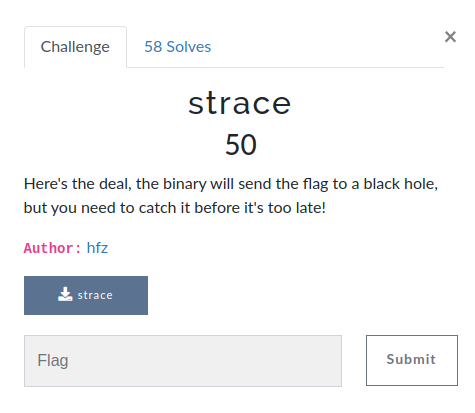 Challenge
58 Solves
×
strace
50
Here's the deal, the binary will send the flag to a black hole,
but you need to catch it before it's too late!
Author: hfz
strace
Flag
Submit